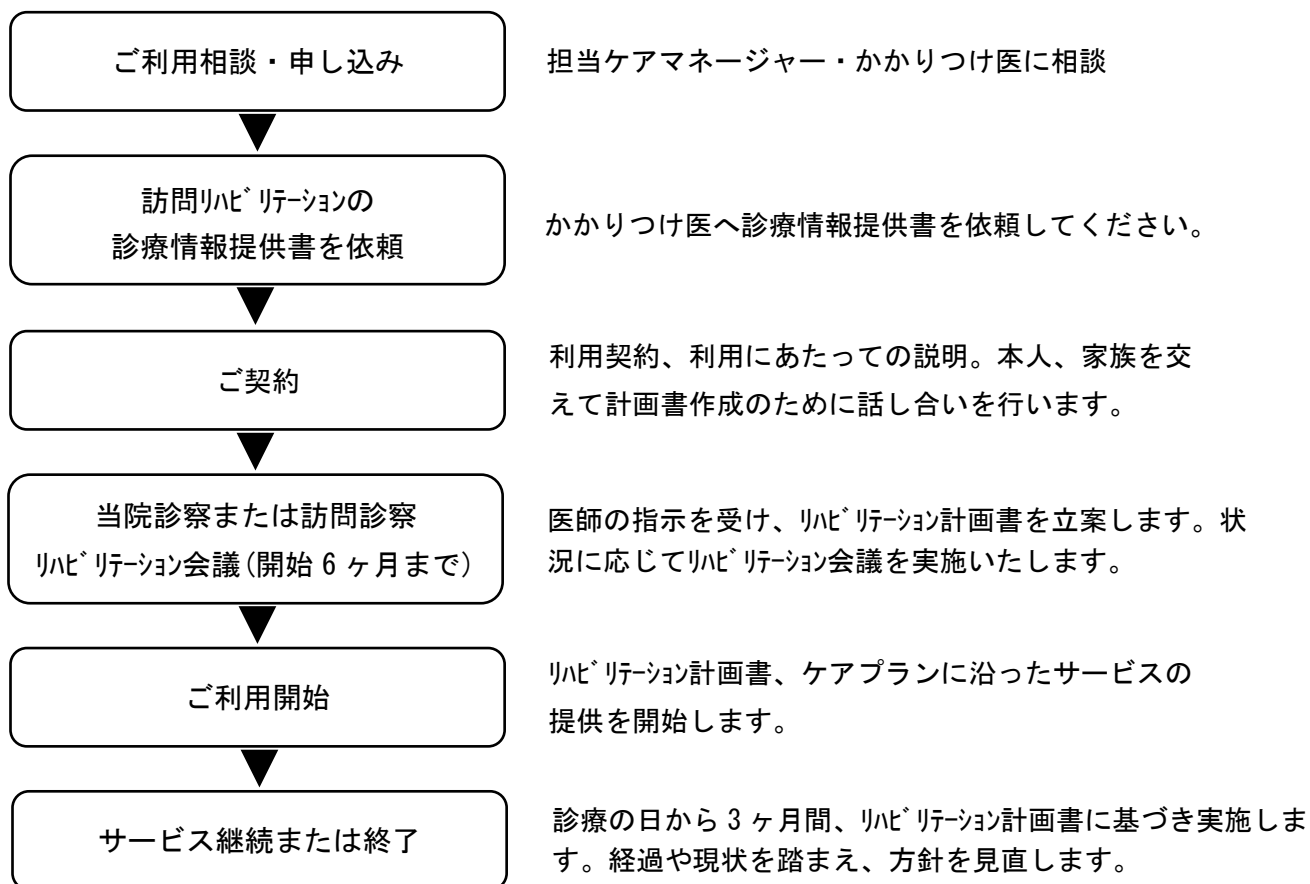 ご利用相談・申し込み
担当ケアマネージャー・かかりつけ医に相談
訪問ﾘﾊﾋﾞﾘﾃｰｼｮﾝの
診療情報提供書を依頼
かかりつけ医へ診療情報提供書を依頼してください。
ご契約
利用契約、利用にあたっての説明。本人、家族を交
えて計画書作成のために話し合いを行います。
当院診察または訪問診察
ﾘﾊﾋﾞﾘﾃｰｼｮﾝ会議(開始 6 ヶ月まで)
医師の指示を受け、ﾘﾊﾋﾞﾘﾃｰｼｮﾝ計画書を立案します。状
況に応じてﾘﾊﾋﾞﾘﾃｰｼｮﾝ会議を実施いたします。
ご利用開始
ﾘﾊﾋﾞﾘﾃｰｼｮﾝ計画書、ケアプランに沿ったサービスの
提供を開始します。
サービス継続または終了
診療の日から 3 ヶ月間、ﾘﾊﾋﾞﾘﾃｰｼｮﾝ計画書に基づき実施しま
す。経過や現状を踏まえ、方針を見直します。